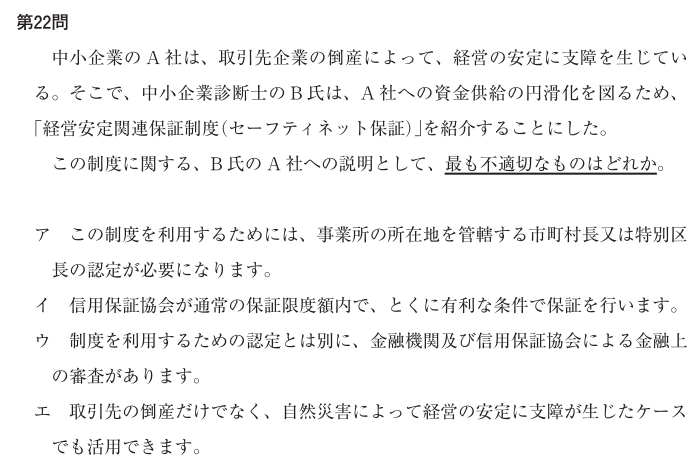 第22問
中小企業の A 社は、取引先企業の倒産によって、経営の安定に支障を生じてい
る。そこで、中小企業診断士の B 氏は、A 社への資金供給の円滑化を図るため、
「経営安定関連保証制度(セーフティネット保証)」を紹介することにした。
この制度に関する、B 氏の A 社への説明として、最も不適切なものはどれか。
ア この制度を利用するためには、事業所の所在地を管轄する市町村長又は特別区
長の認定が必要になります。
イ 信用保証協会が通常の保証限度額内で、とくに有利な条件で保証を行います。
ウ 制度を利用するための認定とは別に、金融機関及び信用保証協会による金融上
の審査があります。
エ 取引先の倒産だけでなく、自然災害によって経営の安定に支障が生じたケース
でも活用できます。